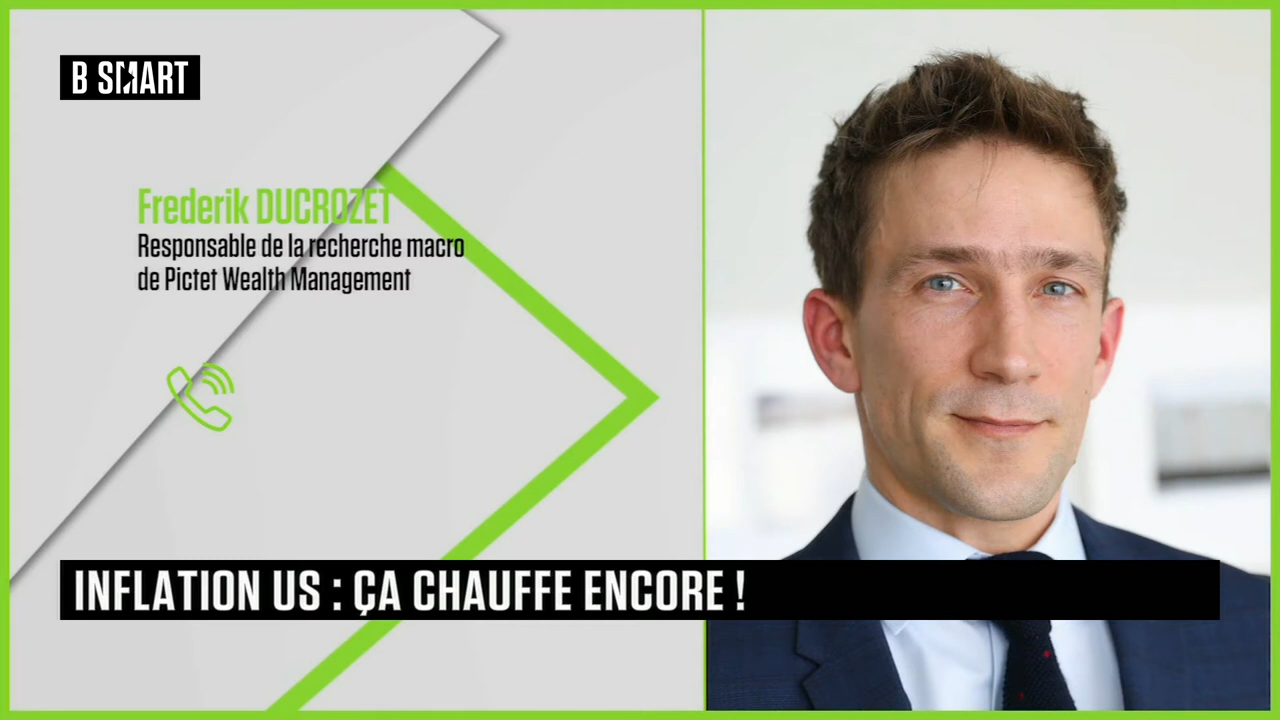 B SMART
Frederik DUCROZET
Responsable de la recherche macro
de Pictet Wealth Management
INFLATION US : ÇA CHAUFFE ENCORE !